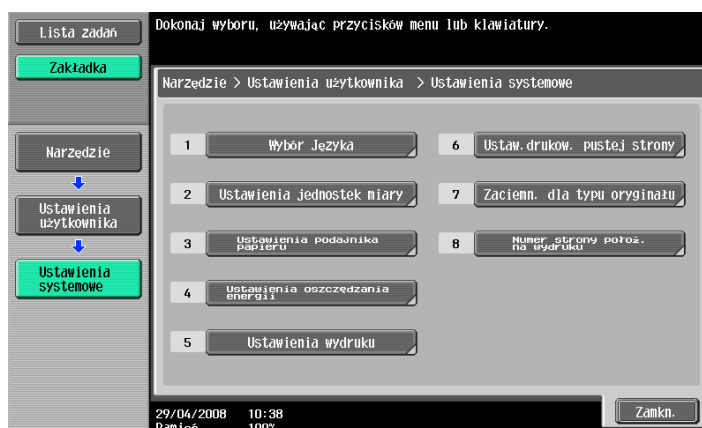 Lista zadań
Dokonaj wyboru, używając przycisków menu lub klawiatury.
Zakładka
Narzędzie > Ustawienia użytkownika > Ustawienia systemowe
Narzędzie
Ustawienia
użytkownika
Ustawienia
systemowe
1 Wybór Języka
2 Ustawienia jednostek miary
3 Ustawienia podajnika
papieru
4 Ustawienia oszczędzania
energii
5 Ustawienia wydruku
6 Ustaw.drukow. pustej strony
7 Zaciemn. dla typu oryginału
8 Numer strony położ.
na wydruku
29/04/2008 10:38
Pamięć 100%
Zamkn.